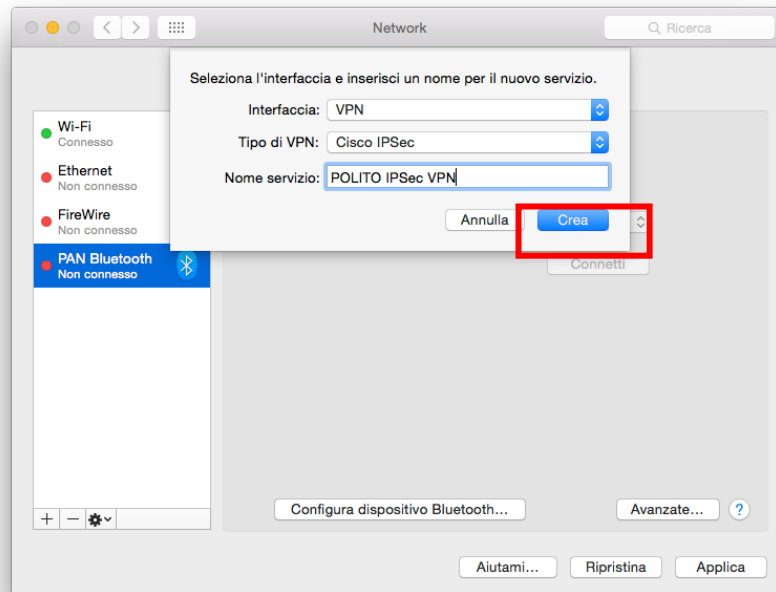 Network
Ricerca
Seleziona l'interfaccia e inserisci un nome per il nuovo servizio.
Interfaccia: VPN
Tipo di VPN: Cisco IPSec
Nome servizio: POLITO IPSec VPN
Annulla Crea
Wi-Fi
Connesso
Ethernet
Non connesso
FireWire
Non connesso
PAN Bluetooth
Non connesso
Connetti
Configura dispositivo Bluetooth...
Avanzate... ?
Aiutami... Ripristina Applica